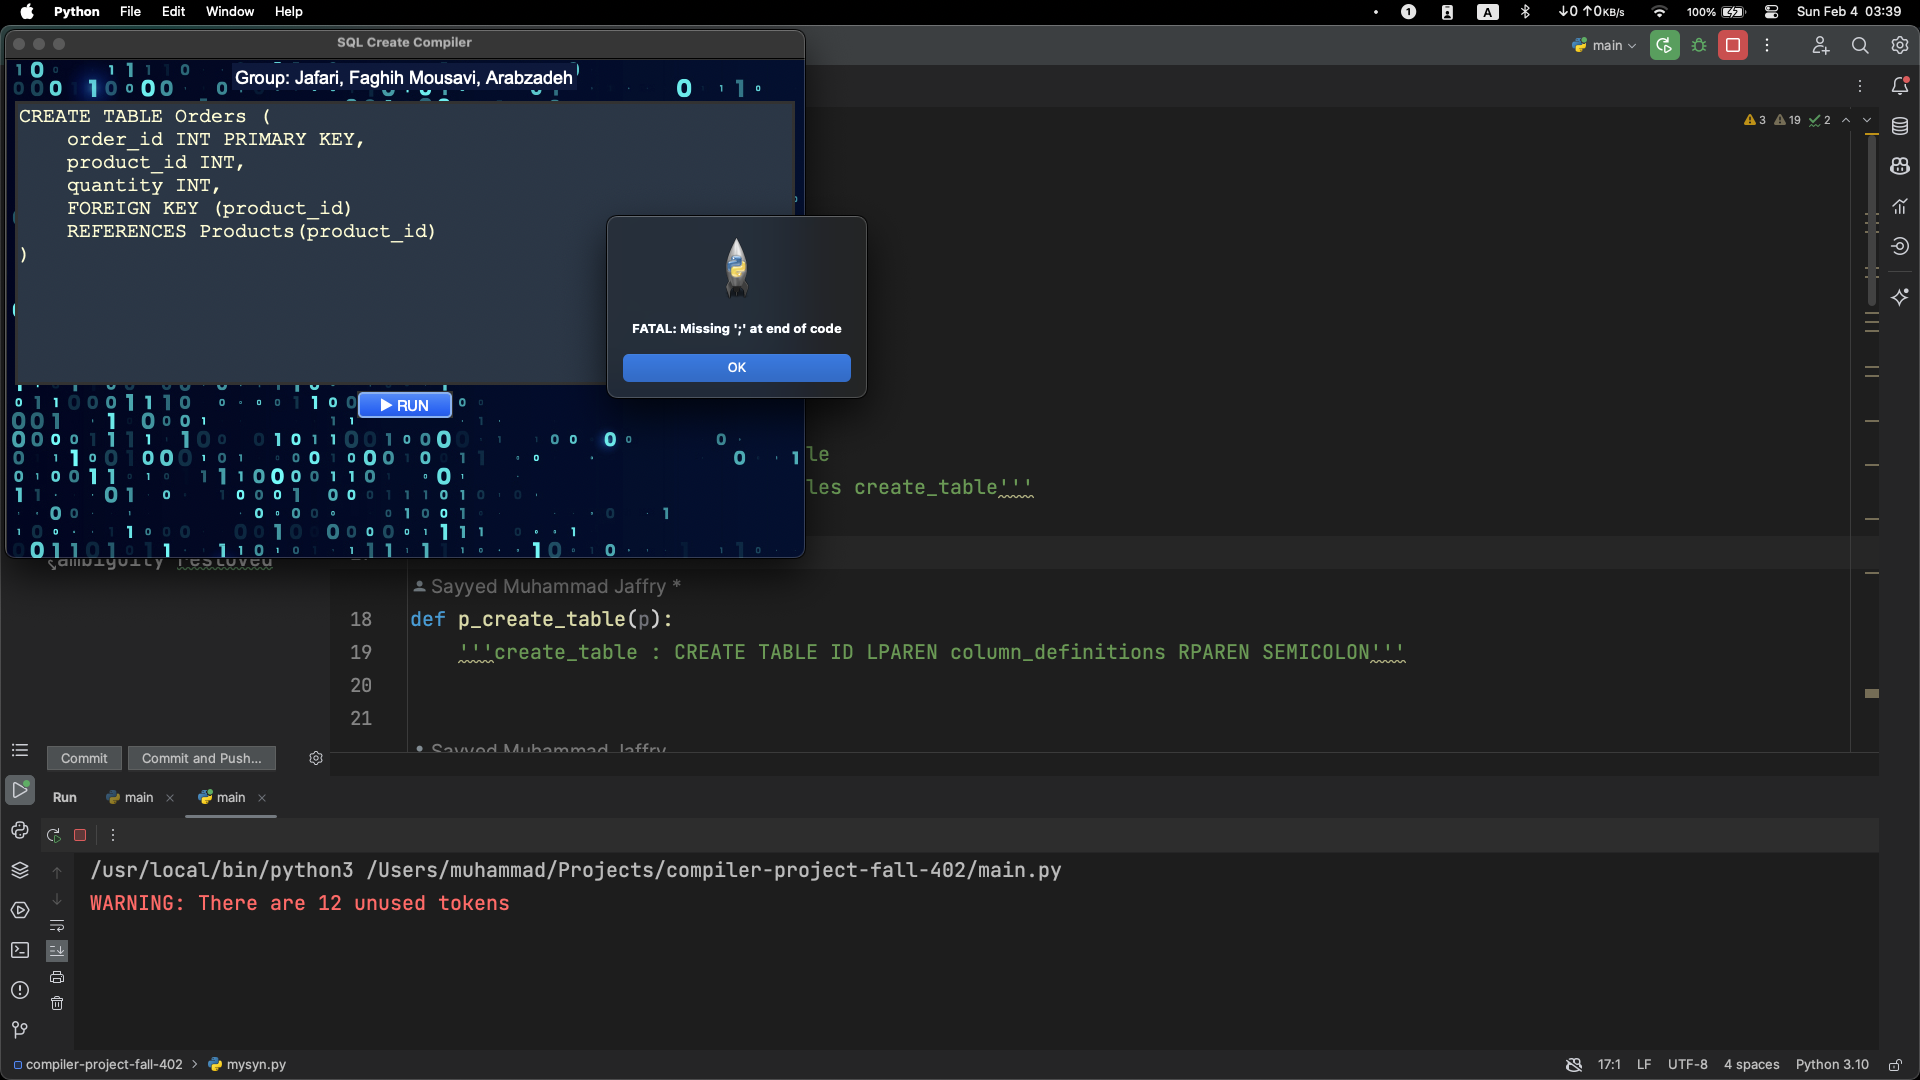 Python File Edit Window Help
1 A ↓0 ↑0KB/s 100% Sun Feb 4 03:39
SQL Create Compiler
main
Group: Jafari, Faghih Mousavi, Arabzadeh
CREATE TABLE Orders (
order_id INT PRIMARY KEY,
product_id INT,
quantity INT,
FOREIGN KEY (product_id)
REFERENCES Products(product_id)
)
3 19 2
FATAL: Missing ';' at end of code
OK
RUN
le
les create_table'''
Sayyed Muhammad Jaffry *
18 def p_create_table(p):
19 '''create_table : CREATE TABLE ID LPAREN column_definitions RPAREN SEMICOLON'''
20
21
Sayyed Muhammad Jaffry
Commit Commit and Push...
Run main main
/usr/local/bin/python3 /Users/muhammad/Projects/compiler-project-fall-402/main.py
WARNING: There are 12 unused tokens
compiler-project-fall-402 > mysyn.py
17:1 LF UTF-8 4 spaces Python 3.10